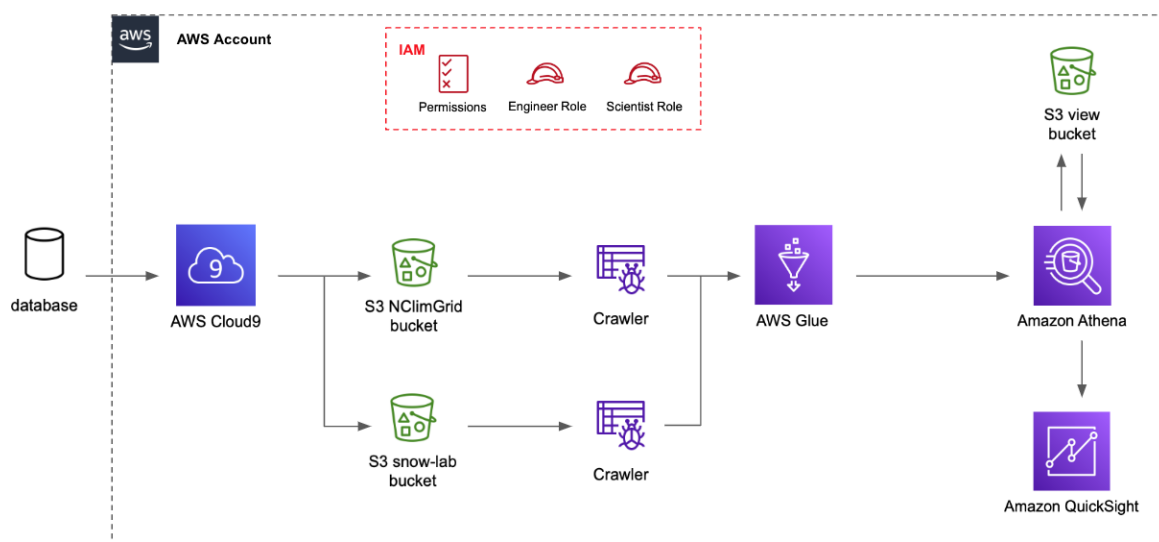 aws
AWS Account
IAM
Permissions
Engineer Role
Scientist Role
S3 view
bucket
database
9
AWS Cloud9
S3 NClimGrid
bucket
Crawler
AWS Glue
Amazon Athena
S3 snow-lab
bucket
Crawler
Amazon QuickSight